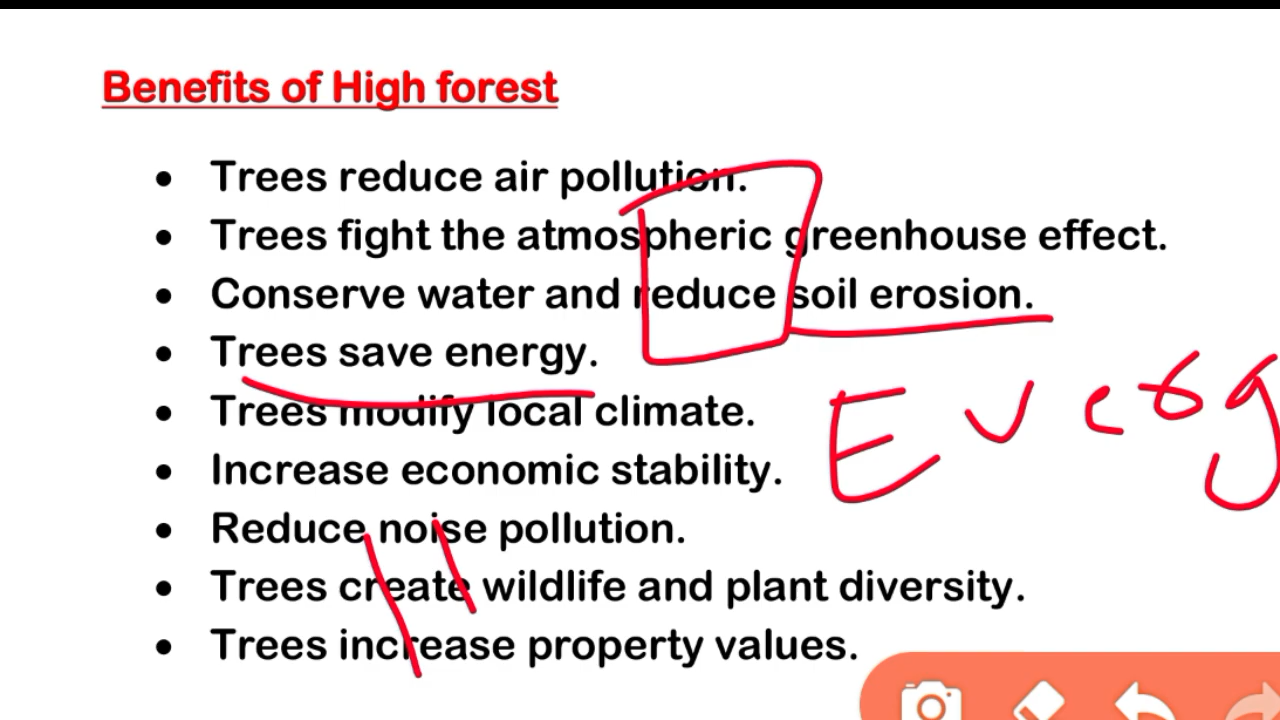 Benefits of High forest
• Trees reduce air pollution.
• Trees fight the atmospheric greenhouse effect.
• Conserve water and reduce soil erosion.
• Trees save energy.
• Trees modify local climate.
• Increase economic stability.
• Reduce noise pollution.
• Trees create wildlife and plant diversity.
• Trees increase property values.